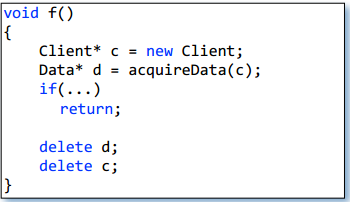 void f()
{
    Client* c = new Client;
    Data* d = acquireData(c);
    if(...)
      return;

    delete d;
    delete c;
}